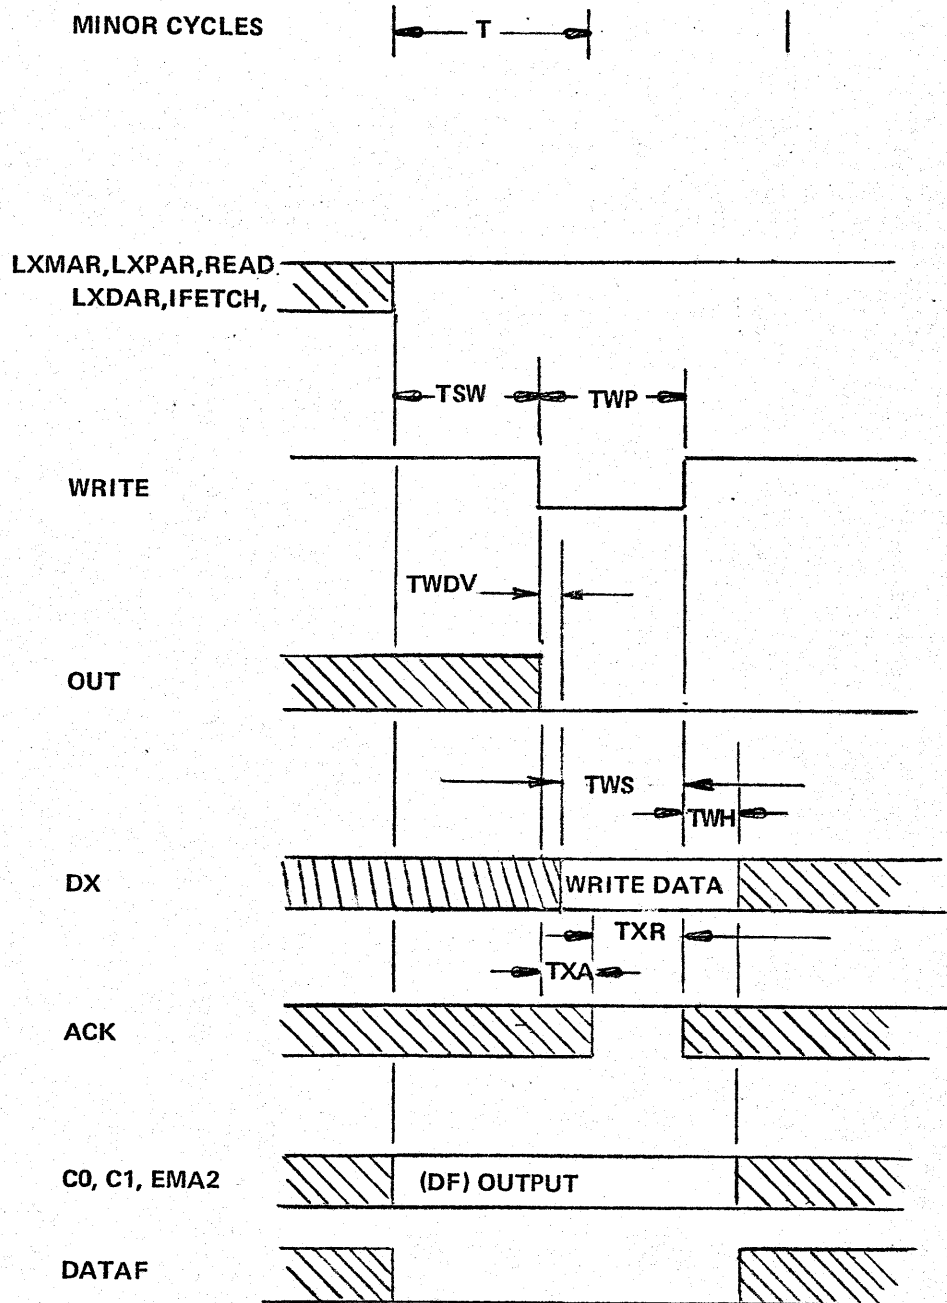 MINOR CYCLES
T
LXMAR,LXPAR,READ
LXDAR,IFETCH,
TSW
TWP
WRITE
TWDV
OUT
TWS
TWH
DX
WRITE DATA
TXR
TXA
ACK
C0, C1, EMA2
(DF) OUTPUT
DATAF